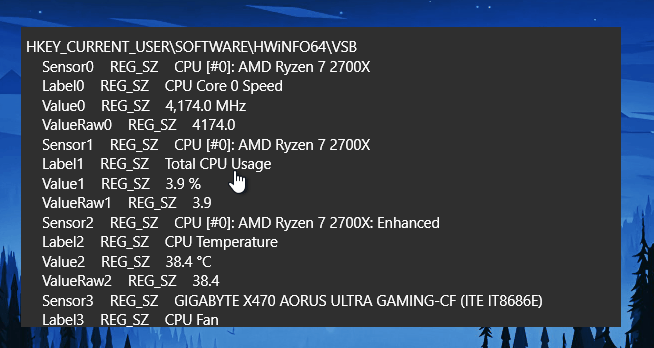 HKEY_CURRENT_USER\SOFTWARE\HWiNFO64\VSB
Sensor0 REG_SZ CPU [#0]: AMD Ryzen 7 2700X
Label0 REG_SZ CPU Core 0 Speed
Value0 REG_SZ 4,174.0 MHz
ValueRaw0 REG_SZ 4174.0
Sensor1 REG_SZ CPU [#0]: AMD Ryzen 7 2700X
Label1 REG_SZ Total CPU Usage
Value1 REG_SZ 3.9 %
ValueRaw1 REG_SZ 3.9
Sensor2 REG_SZ CPU [#0]: AMD Ryzen 7 2700X: Enhanced
Label2 REG_SZ CPU Temperature
Value2 REG_SZ 38.4 °C
ValueRaw2 REG_SZ 38.4
Sensor3 REG_SZ GIGABYTE X470 AORUS ULTRA GAMING-CF (ITE IT8686E)
Label3 REG_SZ CPU Fan